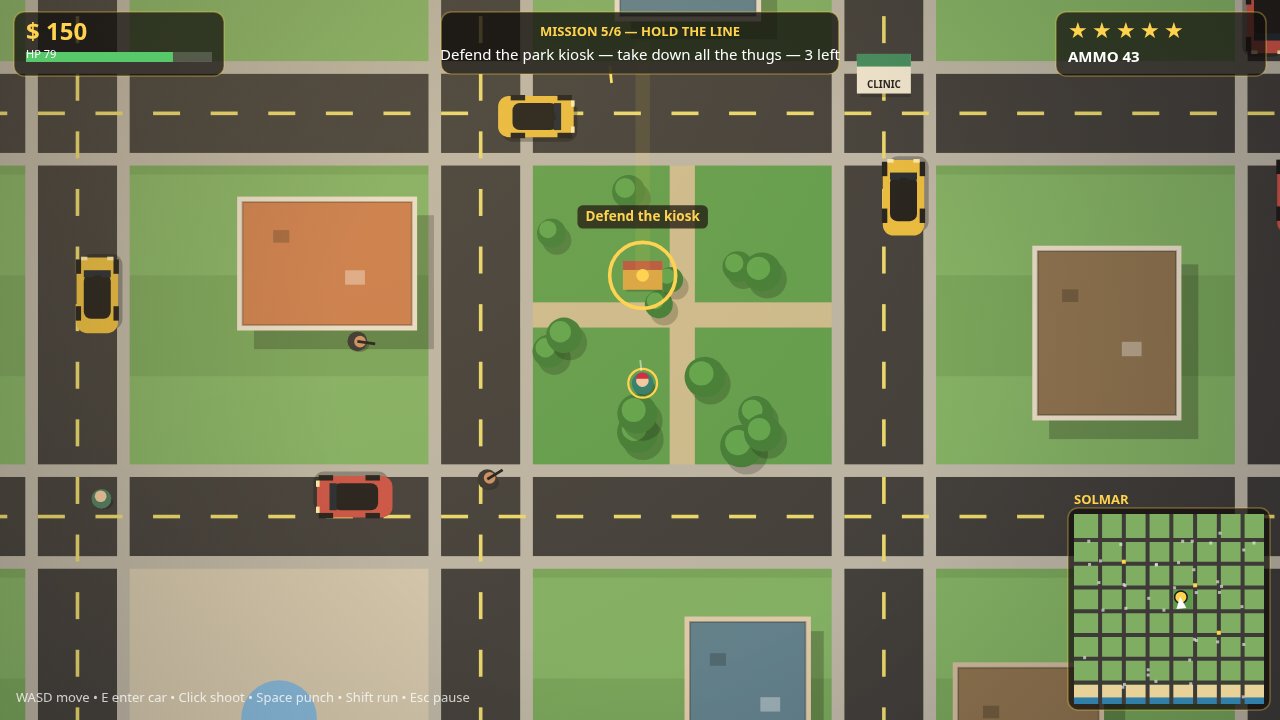 $ 150
HP 79
MISSION 5/6 — HOLD THE LINE
Defend the park kiosk — take down all the thugs — 3 left
★ ★ ★ ★ ★
AMMO 43
CLINIC
Defend the kiosk
SOLMAR
WASD move • E enter car • Click shoot • Space punch • Shift run • Esc pause